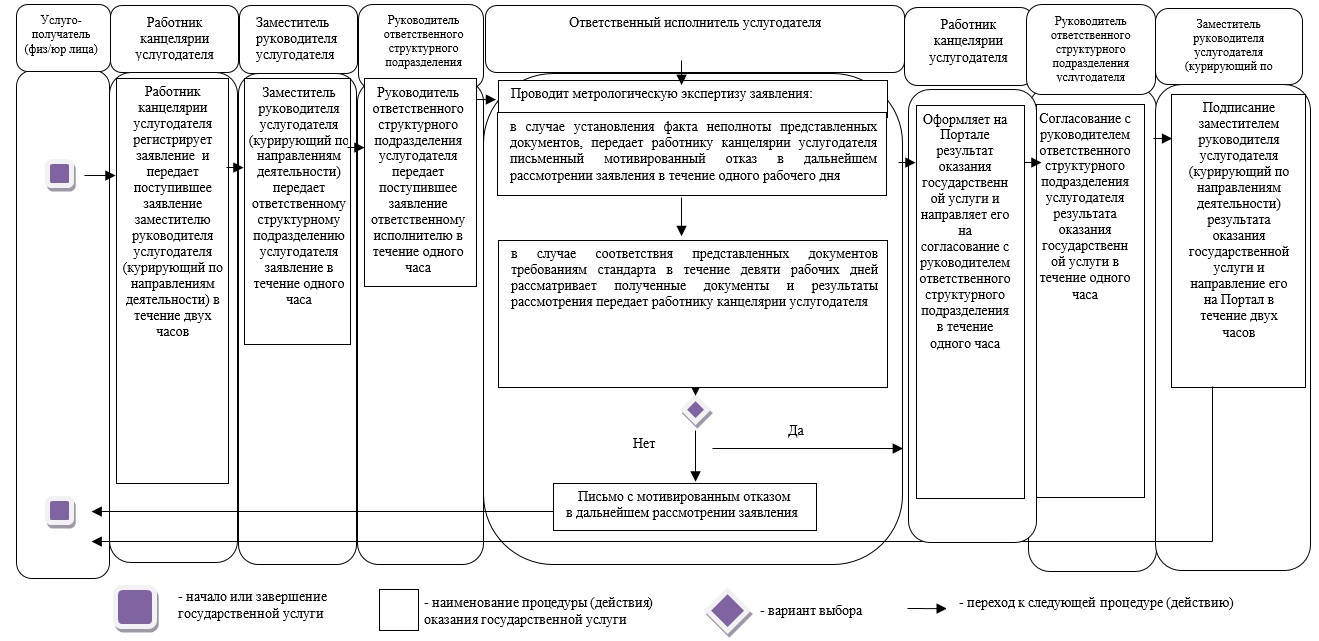 Услуго-
получатель
(физ/юр лица)
Работник
канцелярии
услугодателя
Заместитель
руководителя
услугодателя
Руководитель
ответственного
структурного
подразделения
Ответственный исполнитель услугодателя
Работник
канцелярии
услугодателя
Руководитель
ответственного
структурного
подразделения
услугодателя
Заместитель
руководителя
услугодателя
(курирующий по
Работник
канцелярии
услугодателя
регистрирует
заявление и
передает
поступившее
заявление
заместителю
руководителя
услугодателя
(курирующий по
направлениям
деятельности) в
течение двух
часов
Заместитель
руководителя
услугодателя
(курирующий по
направлениям
деятельности)
передает
ответственному
структурному
подразделению
услугодателя
заявление в
течение одного
часа
Руководитель
ответственного
структурного
подразделения
услугодателя
передает
поступившее
заявление
ответственному
исполнителю в
течение одного
часа
Проводит метрологическую экспертизу заявления:
в случае установления факта неполноты представленных
документов, передает работнику канцелярии услугодателя
письменный мотивированный отказ в дальнейшем
рассмотрении заявления в течение одного рабочего дня
в случае соответствия представленных документов
требованиям стандарта в течение девяти рабочих дней
рассматривает полученные документы и результаты
рассмотрения передает работнику канцелярии услугодателя
Нет
Да
Письмо с мотивированным отказом
в дальнейшем рассмотрении заявления
Оформляет на
Портале
результат
оказания
государственн
ой услуги и
направляет его
на
согласование с
руководителем
ответственного
структурного
подразделения
в течение
одного часа
Согласование с
руководителем
ответственного
структурного
подразделения
услугодателя
результата
оказания
государственн
ой услуги в
течение одного
часа
Подписание
заместителем
руководителя
услугодателя
(курирующий по
направлениям
деятельности)
результата
оказания
государственной
услуги и
направление его
на Портал в
течение двух
часов
- начало или завершение
государственной услуги
- наименование процедуры (действия)
оказания государственной услуги
- вариант выбора
- переход к следующей процедуре (действию)